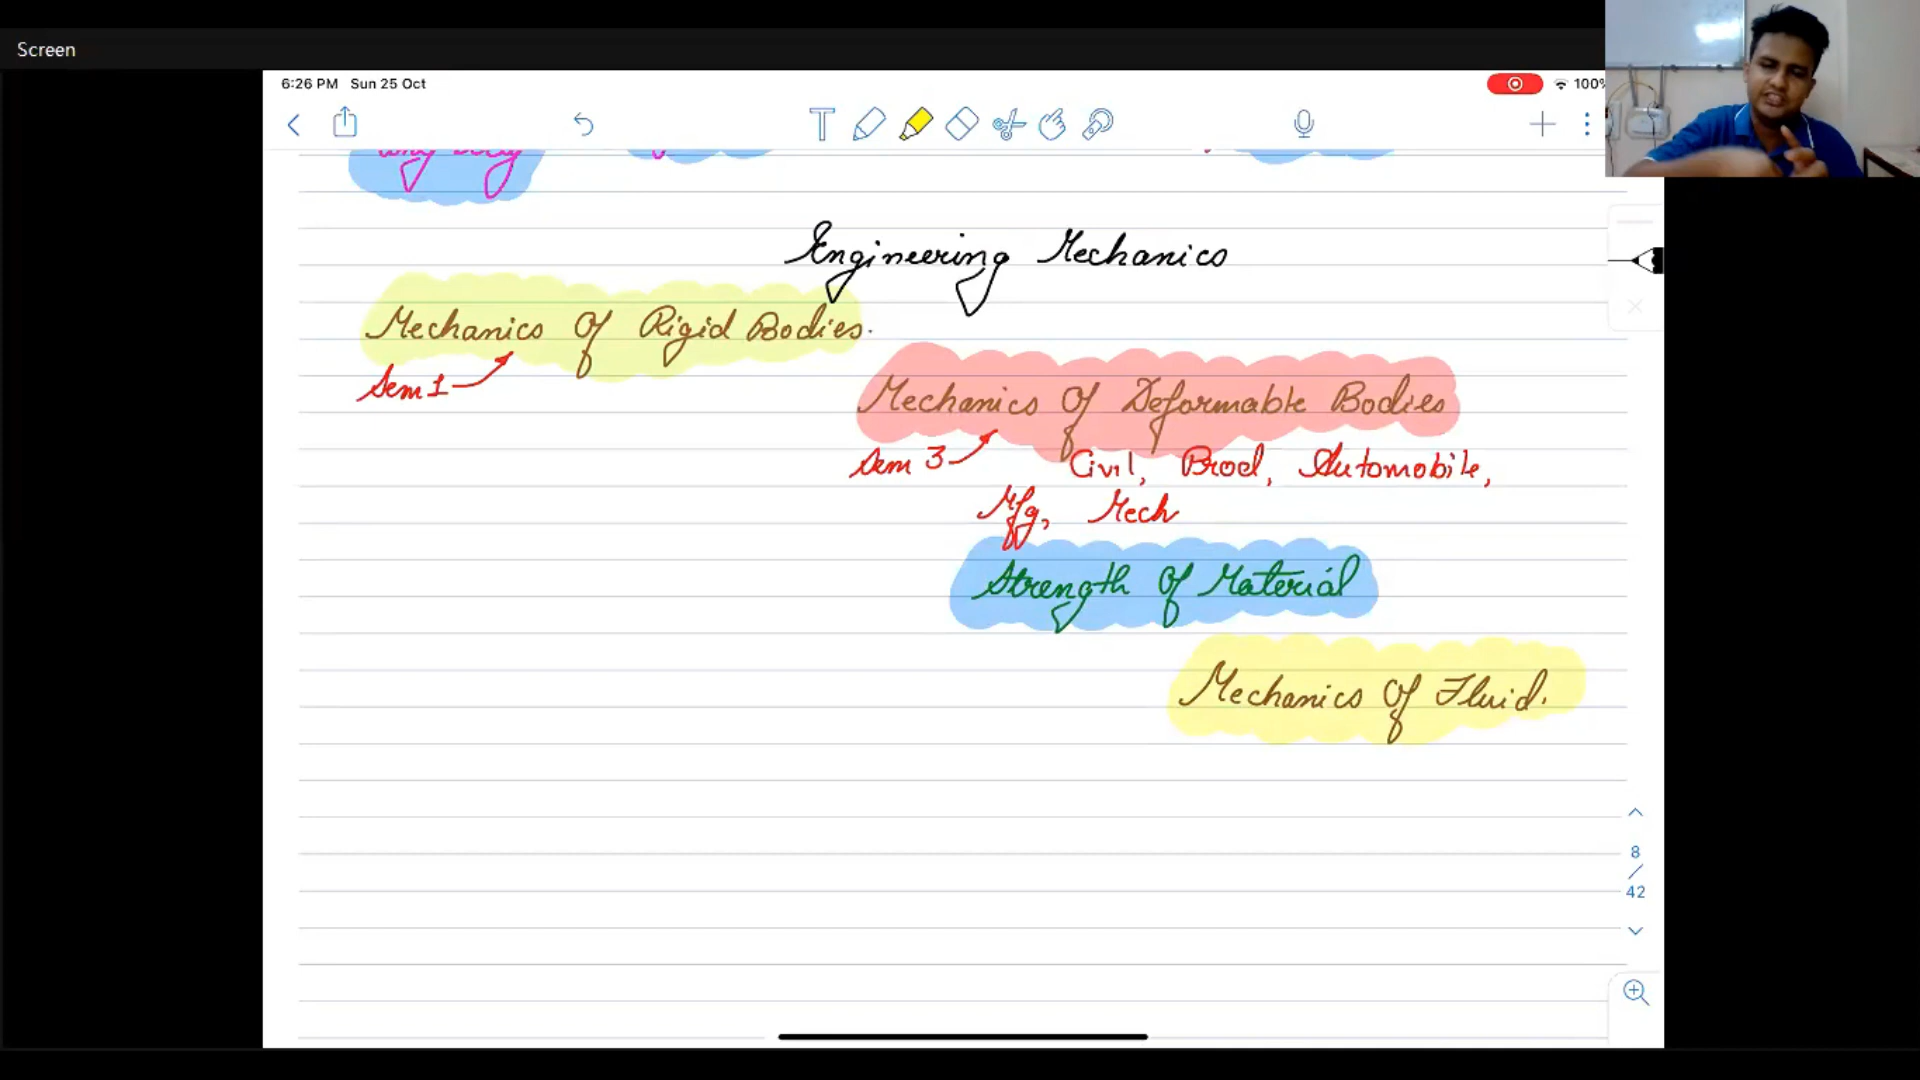 Screen
6:26 PM Sun 25 Oct
100%
Engineering Mechanics
Mechanics Of Rigid Bodies.
Sem 1
Mechanics Of Deformable Bodies
Sem 3 Civil, Prod, Automobile,
Mfg, Mech
Strength Of Material
Mechanics Of Fluid.
8
/
42